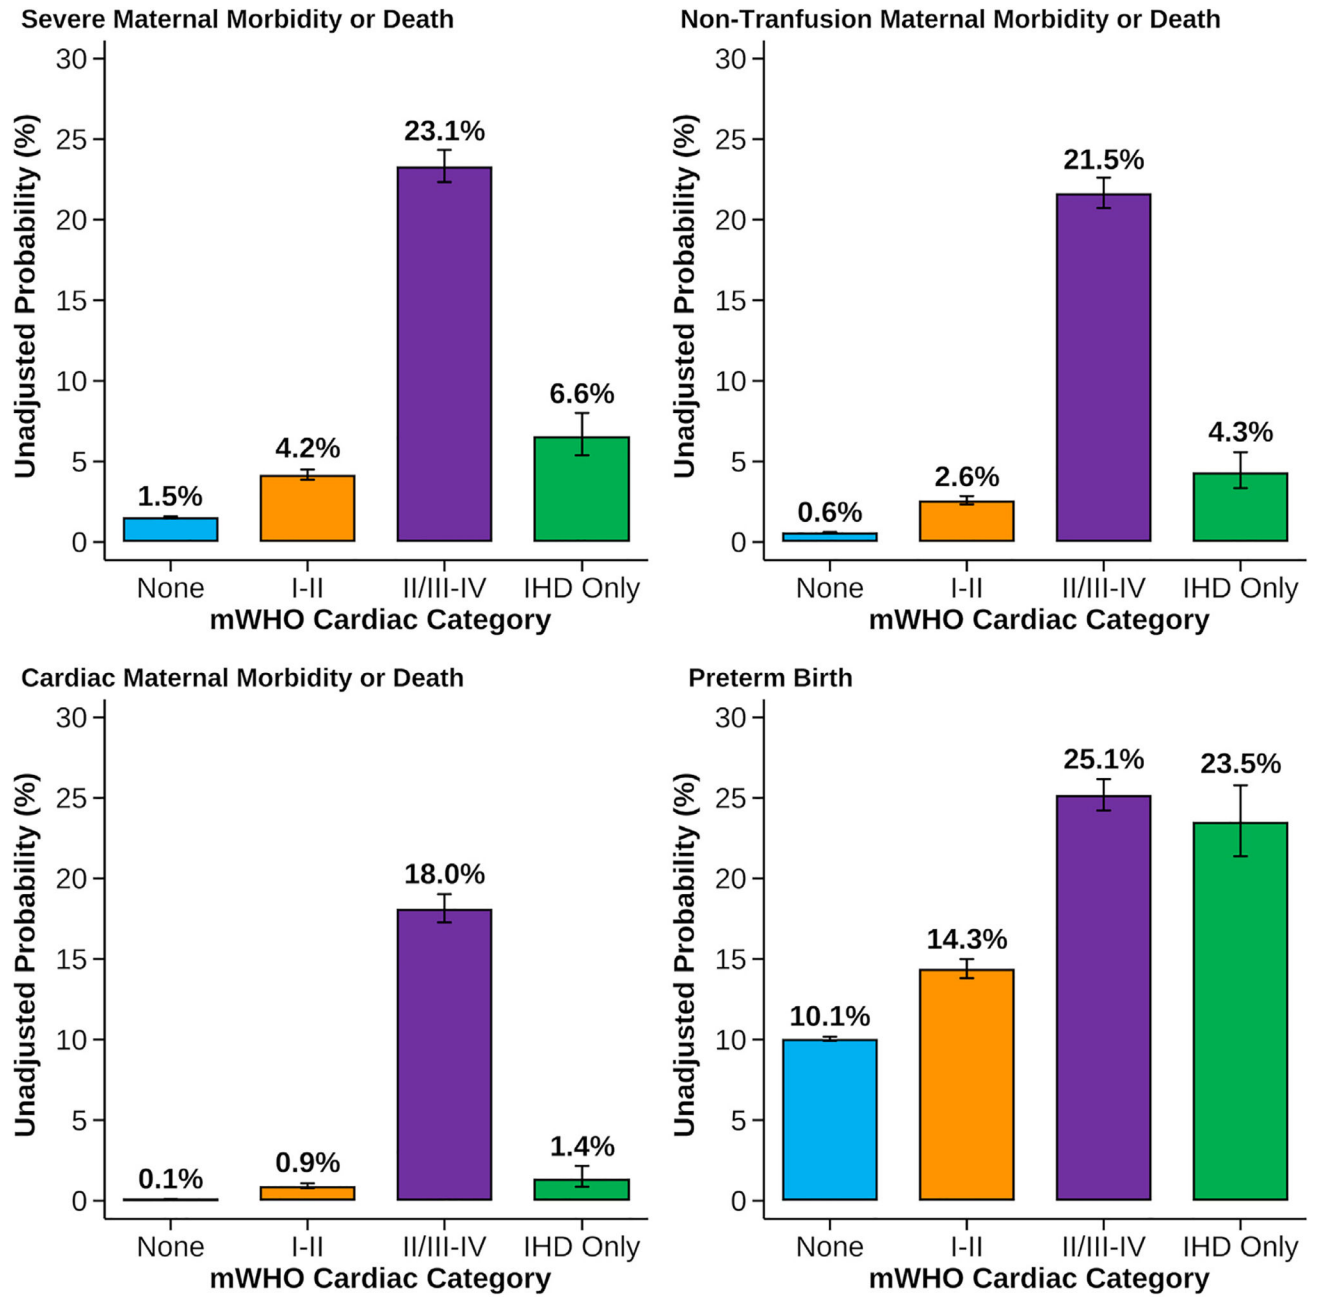 Severe Maternal Morbidity or Death
Unadjusted Probability (%)
30
25
20
15
10
5
0
1.5%
4.2%
23.1%
6.6%
None I-II II/III-IV IHD Only
mWHO Cardiac Category
Non-Tranfusion Maternal Morbidity or Death
Unadjusted Probability (%)
30
25
20
15
10
5
0
0.6%
2.6%
21.5%
4.3%
None I-II II/III-IV IHD Only
mWHO Cardiac Category
Cardiac Maternal Morbidity or Death
Unadjusted Probability (%)
30
25
20
15
10
5
0
0.1%
0.9%
18.0%
1.4%
None I-II II/III-IV IHD Only
mWHO Cardiac Category
Preterm Birth
Unadjusted Probability (%)
30
25
20
15
10
5
0
10.1%
14.3%
25.1%
23.5%
None I-II II/III-IV IHD Only
mWHO Cardiac Category